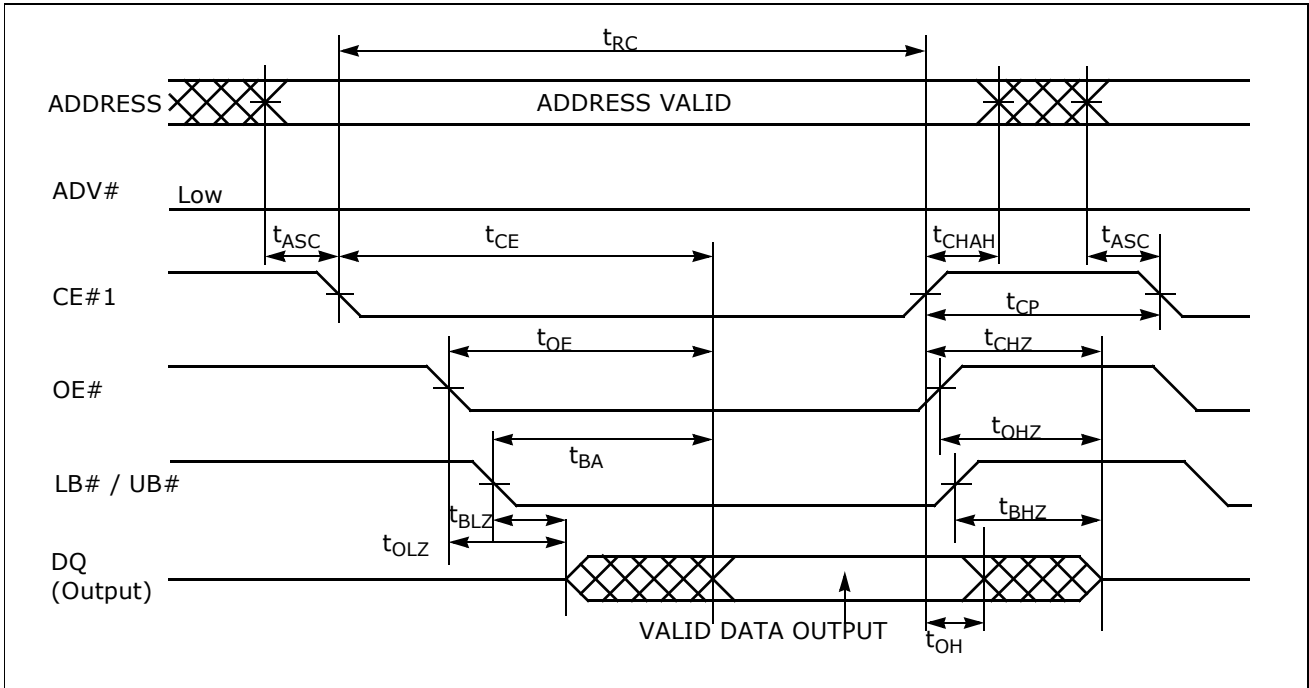 tRC
ADDRESS
ADDRESS VALID
ADV#
Low
tASC
tCE
tCHAH
tASC
CE#1
tCP
tOE
tCHZ
OE#
tOHZ
tBA
LB# / UB#
tBLZ
tBHZ
tOLZ
DQ
(Output)
VALID DATA OUTPUT
tOH